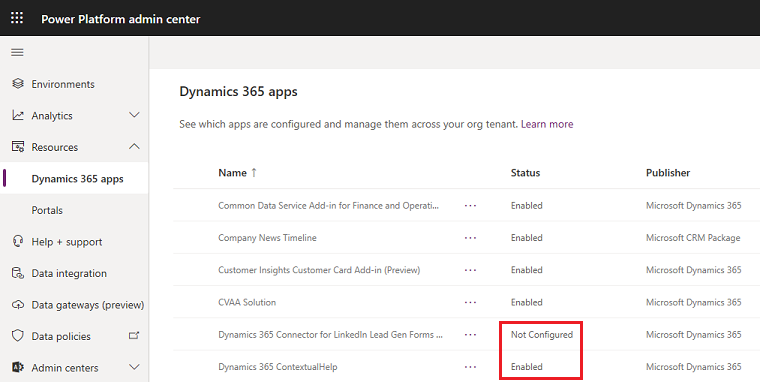 Power Platform admin center
Environments
Analytics
Resources
Dynamics 365 apps
Portals
Help + support
Data integration
Data gateways (preview)
Data policies
Admin centers
Dynamics 365 apps
See which apps are configured and manage them across your org tenant. Learn more
Name ↑ Status Publisher
Common Data Service Add-in for Finance and Operati... ... Enabled Microsoft Dynamics 365
Company News Timeline ... Enabled Microsoft CRM Package
Customer Insights Customer Card Add-in (Preview) ... Enabled Microsoft Dynamics 365
CVAA Solution ... Enabled Microsoft Dynamics 365
Dynamics 365 Connector for LinkedIn Lead Gen Forms ... ... Not Configured Microsoft Dynamics 365
Dynamics 365 ContextualHelp ... Enabled Microsoft Dynamics 365